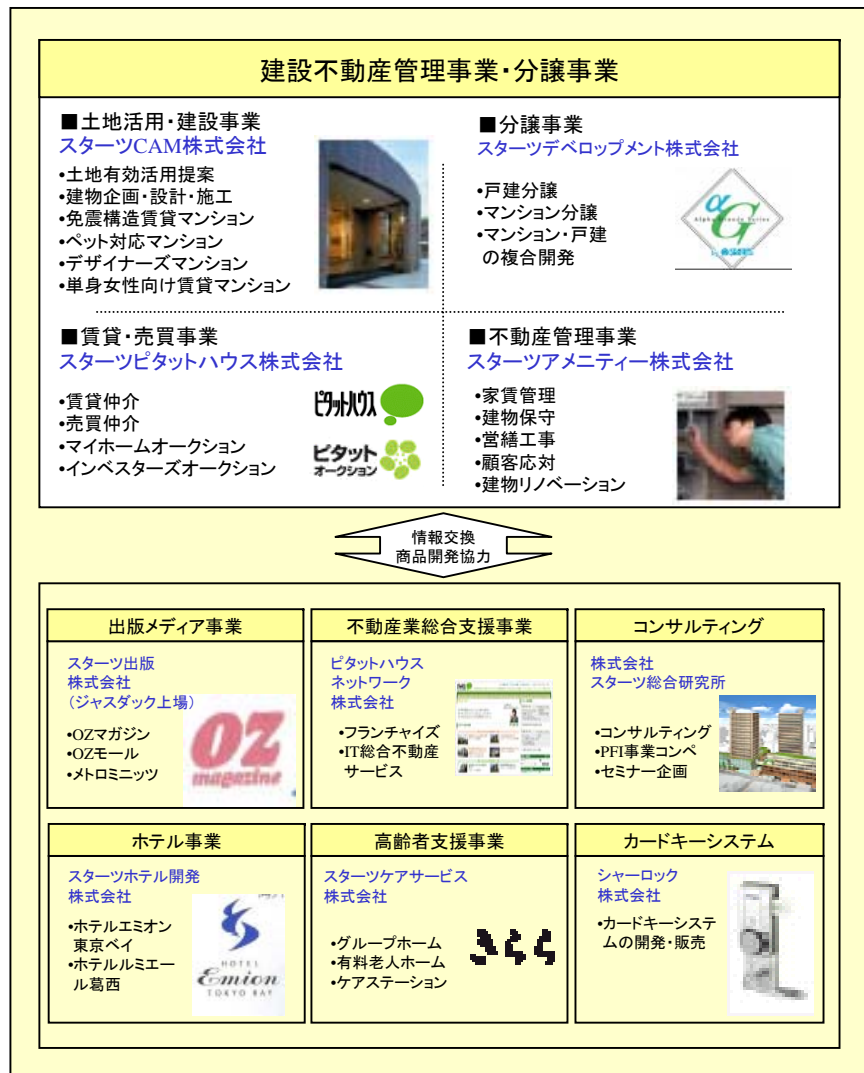 建設不動産管理事業・分譲事業
■土地活用・建設事業
スターツCAM株式会社
•土地有効活用提案
•建物企画・設計・施工
•免震構造賃貸マンション
•ペット対応マンション
•デザイナーズマンション
•単身女性向け賃貸マンション
■分譲事業
スターツデベロップメント株式会社
•戸建分譲
•マンション分譲
•マンション・戸建
の複合開発
αG
Alpha Grande Series
by
■賃貸・売買事業
スターツピタットハウス株式会社
•賃貸仲介
•売買仲介
•マイホームオークション
•インベスターズオークション
ピタットハウス
ピタット
オークション
■不動産管理事業
スターツアメニティー株式会社
•家賃管理
•建物保守
•営繕工事
•顧客応対
•建物リノベーション
情報交換
商品開発協力
出版メディア事業
スターツ出版
株式会社
（ジャスダック上場）
•OZマガジン
•OZモール
•メトロミニッツ
OZ
magazine
不動産業総合支援事業
ピタットハウス
ネットワーク
株式会社
•フランチャイズ
•IT総合不動産
サービス
コンサルティング
株式会社
スターツ総合研究所
•コンサルティング
•PFI事業コンペ
•セミナー企画
ホテル事業
スターツホテル開発
株式会社
•ホテルエミオン
東京ベイ
•ホテルルミエー
ル葛西
HOTEL
Emion
TOKYO BAY
高齢者支援事業
スターツケアサービス
株式会社
•グループホーム
•有料老人ホーム
•ケアステーション
カードキーシステム
シャーロック
株式会社
•カードキーシステ
ムの開発・販売